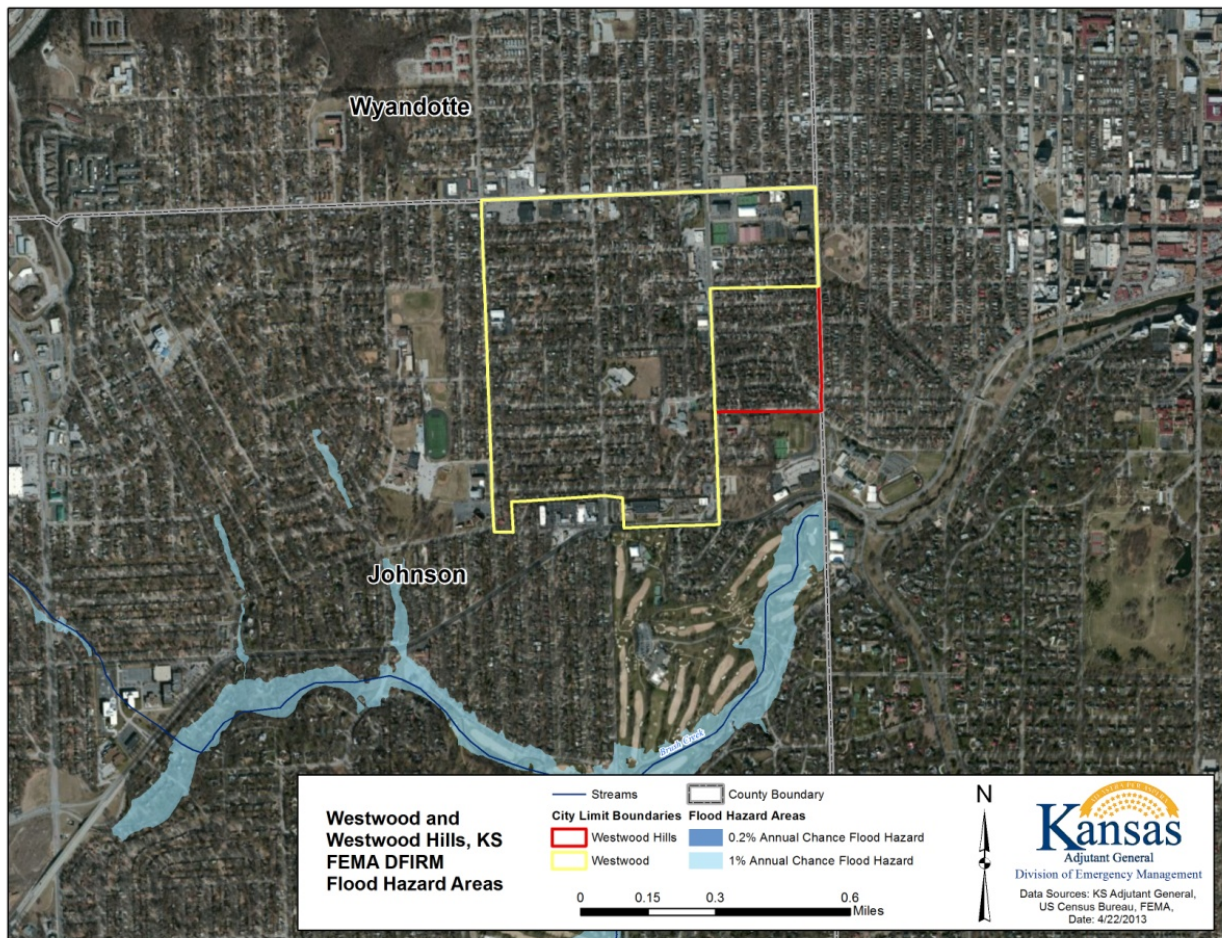 Wyandotte
Johnson
Brush Creek
Westwood and
Westwood Hills, KS
FEMA DFIRM
Flood Hazard Areas
Streams
County Boundary
City Limit Boundaries
Flood Hazard Areas
Westwood Hills
0.2% Annual Chance Flood Hazard
Westwood
1% Annual Chance Flood Hazard
0 0.15 0.3 0.6
Miles
N
Kansas
Adjutant General
Division of Emergency Management
Data Sources: KS Adjutant General,
US Census Bureau, FEMA,
Date: 4/22/2013